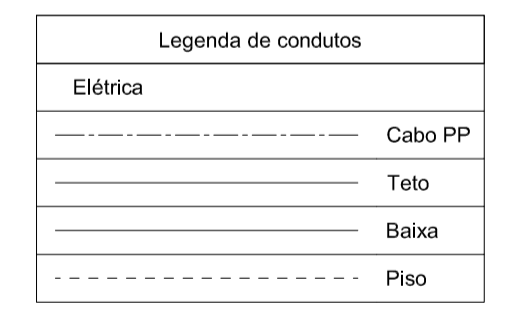 Legenda de condutos
Elétrica
Cabo PP
Teto
Baixa
Piso